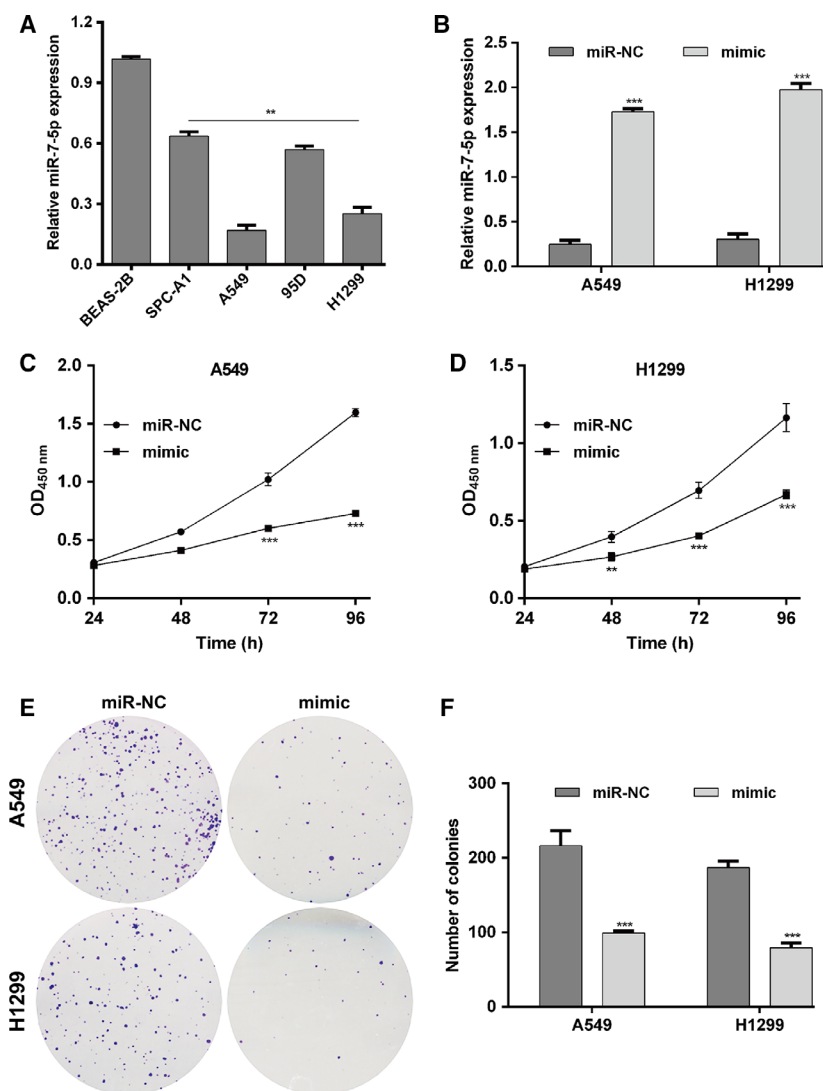 A
Relative miR-7-5p expression
1.2
0.9
0.6
0.3
0.0
**
BEAS-2B
SPC-A1
A549
95D
H1299
B
Relative miR-7-5p expression
2.5
2.0
1.5
1.0
0.5
0.0
miR-NC
mimic
***
***
A549
H1299
C
A549
OD450 nm
2.0
1.5
1.0
0.5
0.0
miR-NC
mimic
***
***
24
48
72
96
Time (h)
D
H1299
OD450 nm
1.5
1.0
0.5
0.0
miR-NC
mimic
**
***
***
24
48
72
96
Time (h)
E
miR-NC
mimic
A549
H1299
F
Number of colonies
300
200
100
0
miR-NC
mimic
***
***
A549
H1299